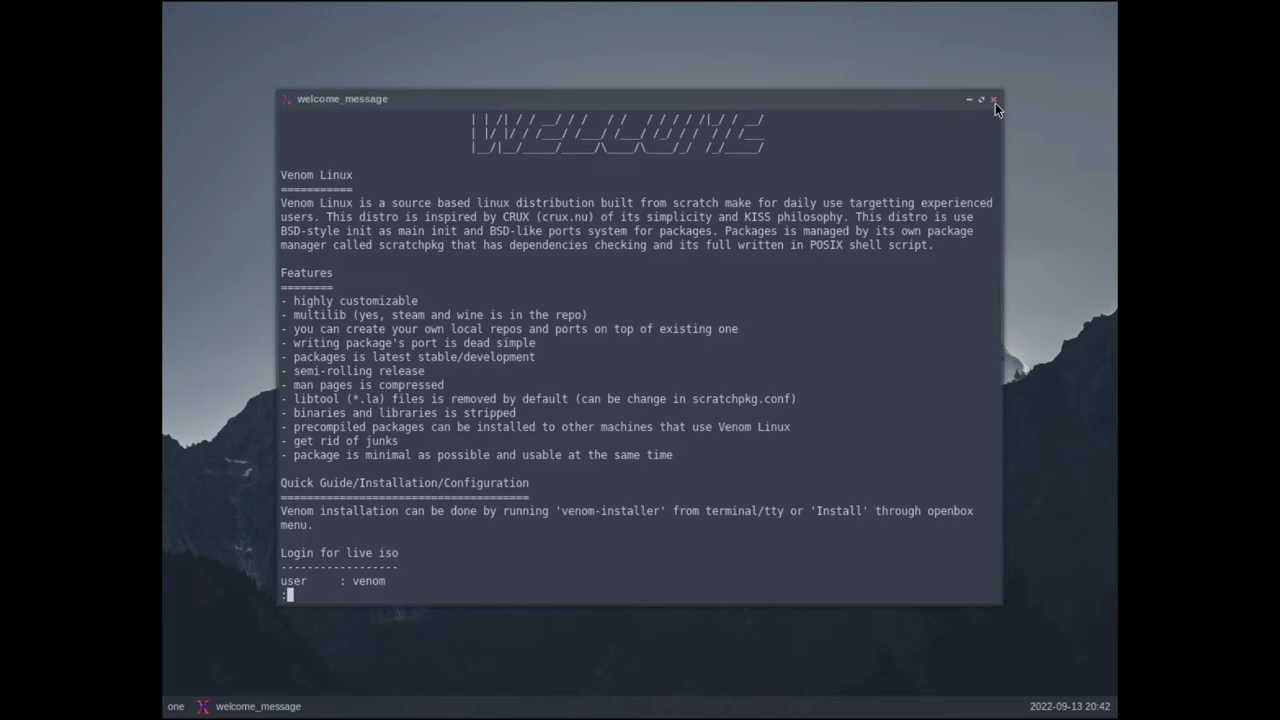 welcome_message
Venom Linux
===========
Venom Linux is a source based linux distribution built from scratch make for daily use targetting experienced
users. This distro is inspired by CRUX (crux.nu) of its simplicity and KISS philosophy. This distro is use
BSD-style init as main init and BSD-like ports system for packages. Packages is managed by its own package
manager called scratchpkg that has dependencies checking and its full written in POSIX shell script.
Features
========
- highly customizable
- multilib (yes, steam and wine is in the repo)
- you can create your own local repos and ports on top of existing one
- writing package's port is dead simple
- packages is latest stable/development
- semi-rolling release
- man pages is compressed
- libtool (*.la) files is removed by default (can be change in scratchpkg.conf)
- binaries and libraries is stripped
- precompiled packages can be installed to other machines that use Venom Linux
- get rid of junks
- package is minimal as possible and usable at the same time
Quick Guide/Installation/Configuration
======================================
Venom installation can be done by running 'venom-installer' from terminal/tty or 'Install' through openbox
menu.
Login for live iso
------------------
user     : venom
:
one welcome_message 2022-09-13 20:42